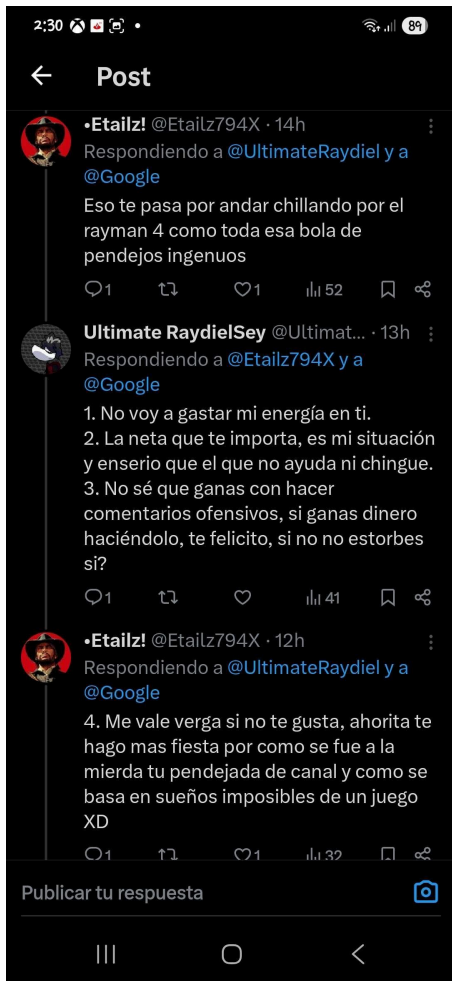 2:30
89
Post
•Etailz! @Etailz794X · 14h
Respondiendo a @UltimateRaydiel y a
@Google
Eso te pasa por andar chillando por el
rayman 4 como toda esa bola de
pendejos ingenuos
1 1 52
Ultimate RaydielSey @Ultimat... · 13h
Respondiendo a @Etailz794X y a
@Google
1. No voy a gastar mi energía en ti.
2. La neta que te importa, es mi situación
y enserio que el que no ayuda ni chingue.
3. No sé que ganas con hacer
comentarios ofensivos, si ganas dinero
haciéndolo, te felicito, si no no estorbes
si?
1 41
•Etailz! @Etailz794X · 12h
Respondiendo a @UltimateRaydiel y a
@Google
4. Me vale verga si no te gusta, ahorita te
hago mas fiesta por como se fue a la
mierda tu pendejada de canal y como se
basa en sueños imposibles de un juego
XD
1 1 32
Publicar tu respuesta